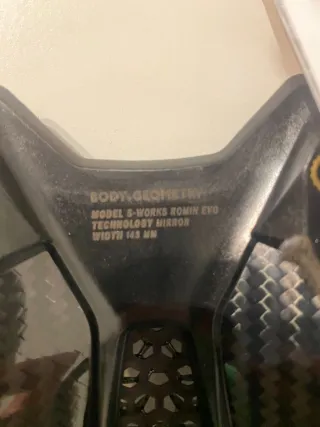 BODY GEOMETRY
MODEL S-WORKS ROMIN EVO
TECHNOLOGY MIRROR
WIDTH 143 MM